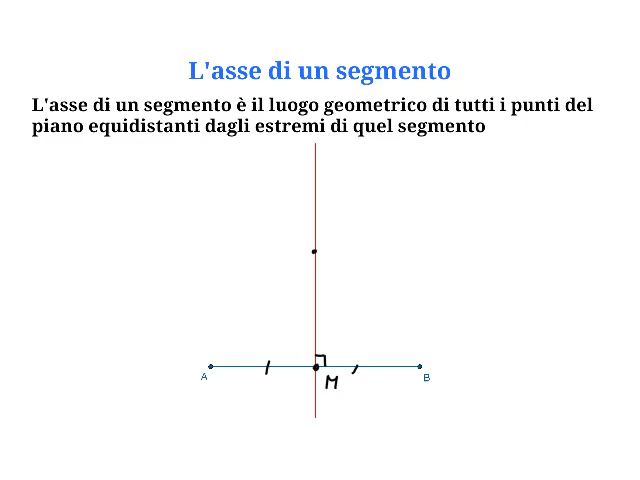 L'asse di un segmento
L'asse di un segmento è il luogo geometrico di tutti i punti del
piano equidistanti dagli estremi di quel segmento
A
M
B